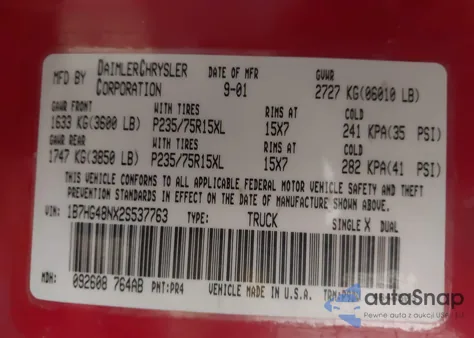 MFD BY DAIMLERCHRYSLER CORPORATION DATE OF MFR 9-01 GVWR 2727 KG(06010 LB)
GAWR FRONT WITH TIRES RIMS AT COLD
1633 KG(3600 LB) P235/75R15XL 15X7 241 KPA(35 PSI)
GAWR REAR WITH TIRES RIMS AT COLD
1747 KG(3850 LB) P235/75R15XL 15X7 282 KPA(41 PSI)
THIS VEHICLE CONFORMS TO ALL APPLICABLE FEDERAL MOTOR VEHICLE SAFETY AND THEFT
PREVENTION STANDARDS IN EFFECT ON THE DATE OF MANUFACTURE SHOWN ABOVE
VIN: 1B7HG48NX2S537763 TYPE: TRUCK SINGLE X DUAL
MDH: 092608 764AB PNT:PR4 VEHICLE MADE IN U.S.A.
autaSnap